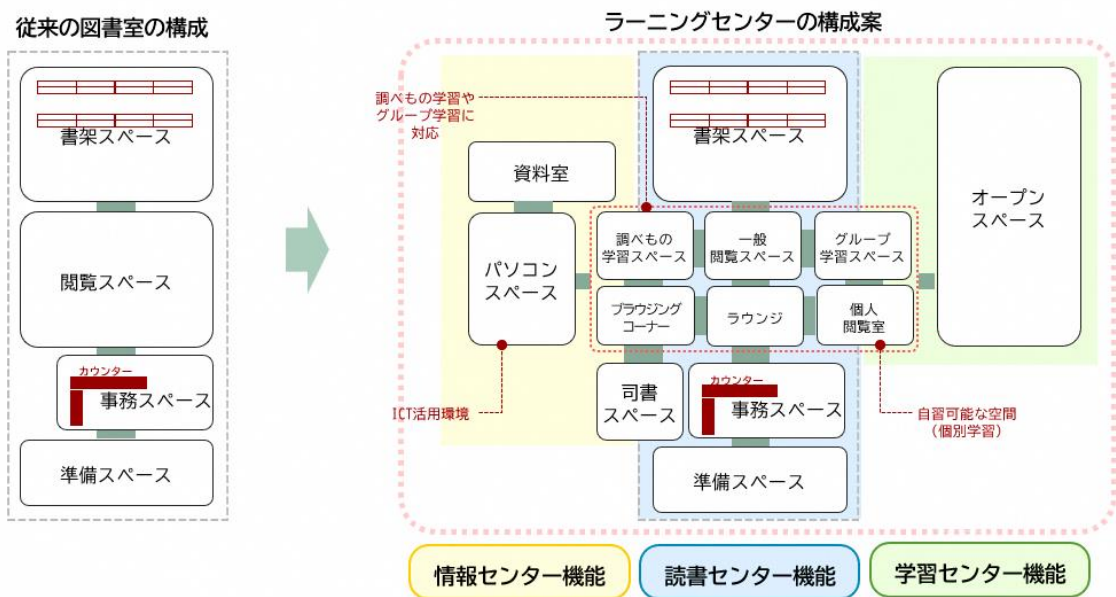 従来の図書室の構成
書架スペース
閲覧スペース
カウンター
事務スペース
準備スペース
ラーニングセンターの構成案
調べもの学習や
グループ学習に
対応
書架スペース
資料室
オープン
スペース
パソコン
スペース
調べもの
学習スペース
一般
閲覧スペース
グループ
学習スペース
ブラウジング
コーナー
ラウンジ
個人
閲覧室
ICT活用環境
司書
スペース
カウンター
事務スペース
自習可能な空間
(個別学習)
準備スペース
情報センター機能
読書センター機能
学習センター機能